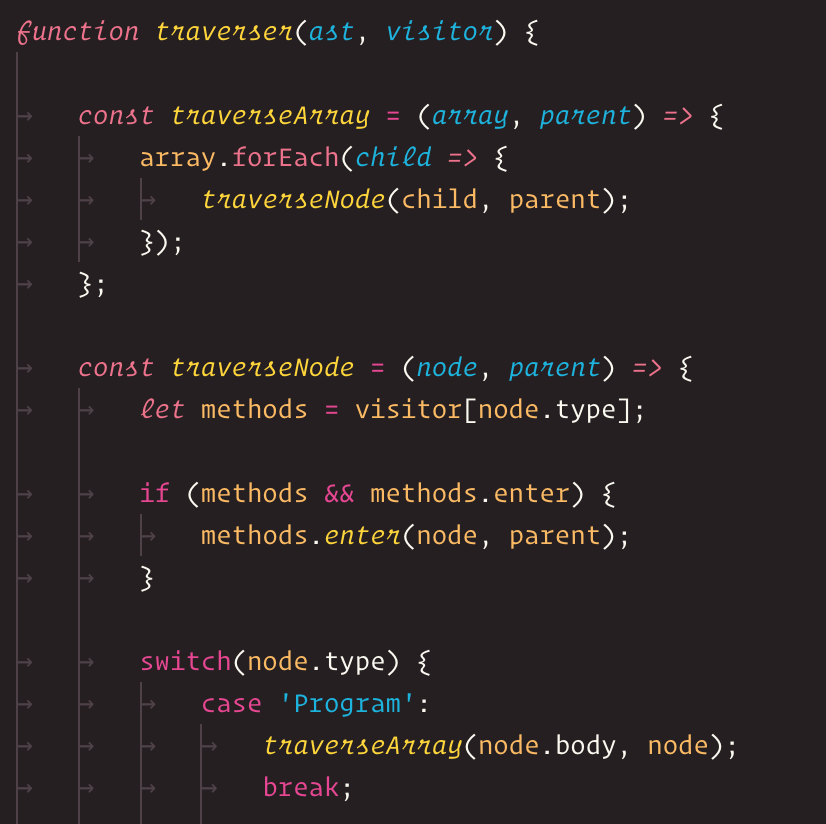 function traverser(ast, visitor) {
const traverseArray = (array, parent) => {
array.forEach(child => {
traverseNode(child, parent);
});
};
const traverseNode = (node, parent) => {
let methods = visitor[node.type];
if (methods && methods.enter) {
methods.enter(node, parent);
}
switch(node.type) {
case 'Program':
traverseArray(node.body, node);
break;